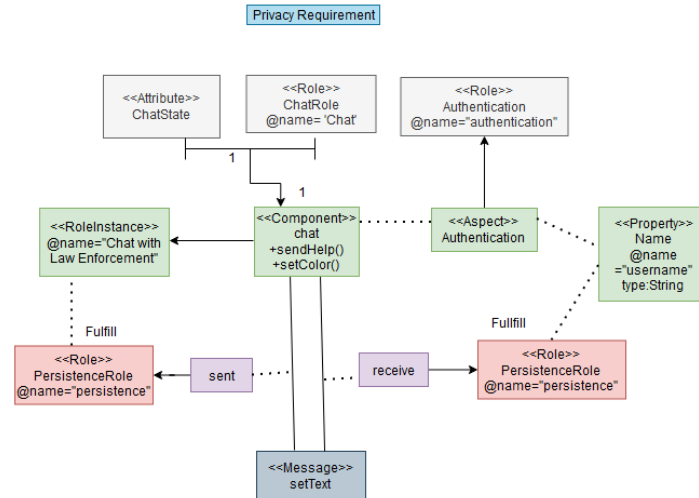 Privacy Requirement
<<Attribute>>
ChatState
<<Role>>
ChatRole
@name= 'Chat'
<<Role>>
Authentication
@name="authentication"
1
1
<<RoleInstance>>
@name="Chat with
Law Enforcement"
<<Component>>
chat
+sendHelp()
+setColor()
<<Aspect>>
Authentication
<<Property>>
Name
@name
="username"
type:String
Fulfill
Fullfill
<<Role>>
PersistenceRole
@name="persistence"
sent
receive
<<Role>>
PersistenceRole
@name="persistence"
<<Message>>
setText